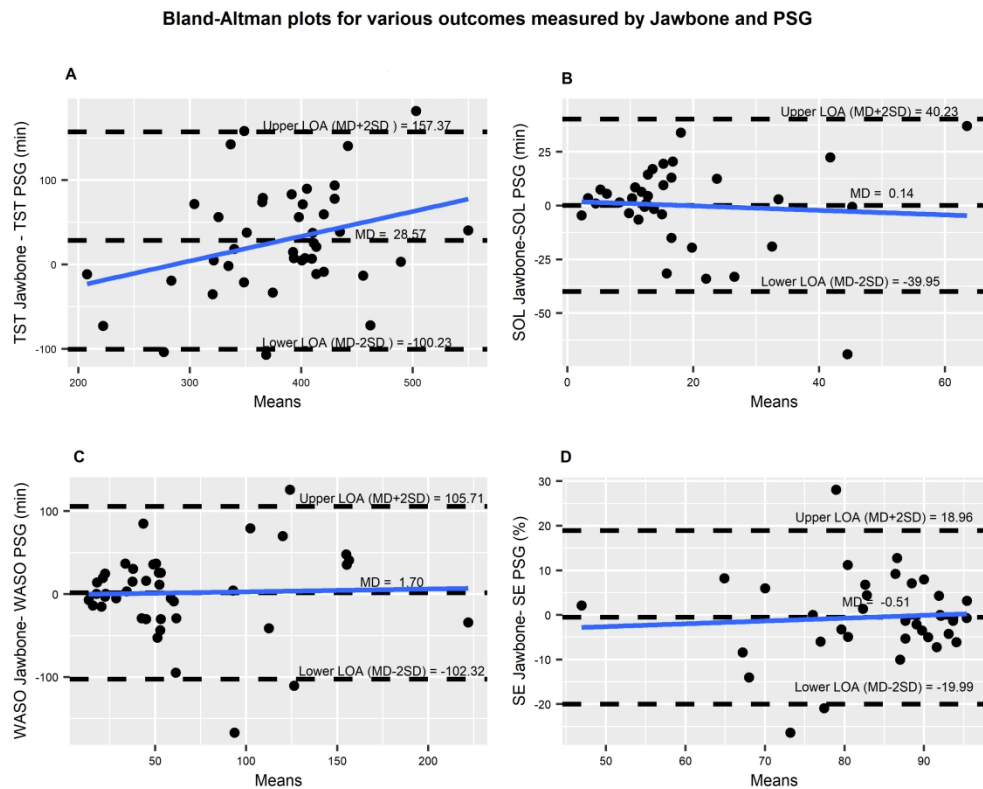 Bland-Altman plots for various outcomes measured by Jawbone and PSG
A
TST Jawbone - TST PSG (min)
100
0
-100
Upper LOA (MD+2SD ) = 157.37
MD = 28.57
Lower LOA (MD-2SD ) = -100.23
200
300
400
500
Means
B
SOL Jawbone-SOL PSG (min)
25
0
-25
-50
Upper LOA (MD+2SD) = 40.23
MD = 0.14
Lower LOA (MD-2SD) = -39.95
0
20
40
60
Means
C
WASO Jawbone- WASO PSG (min)
100
0
-100
Upper LOA (MD+2SD) = 105.71
MD = 1.70
Lower LOA (MD-2SD) = -102.32
50
100
150
200
Means
D
SE Jawbone- SE PSG (%)
30
20
10
0
-10
-20
Upper LOA (MD+2SD) = 18.96
MD = -0.51
Lower LOA (MD-2SD) = -19.99
50
60
70
80
90
Means